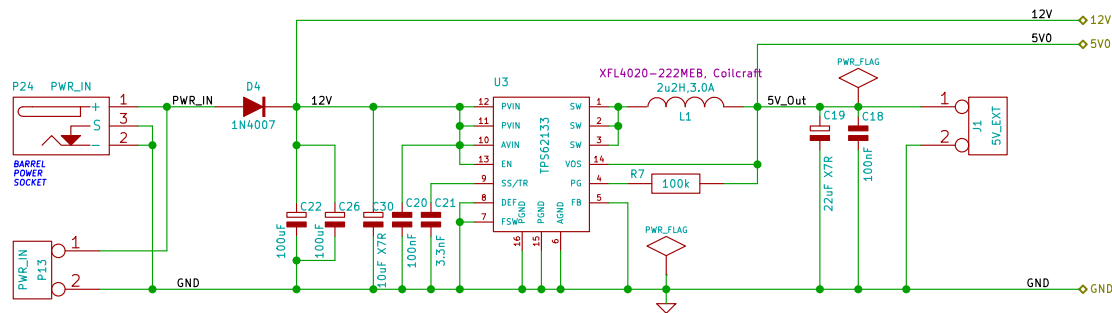 12V
12V
5V0
5V0
PWR_FLAG
XFL4020-222MEB, Coilcraft
P24
PWR_IN
D4
U3
2u2H,3.0A
+
1
PWR_IN
12V
12
PVIN
SW
1
5V_Out
1
S
3
1N4007
11
PVIN
SW
2
L1
C19
C18
J1
5V_EXT
-
2
10
AVIN
SW
3
2
BARREL
POWER
SOCKET
13
EN
TPS62133
VOS
14
22uF X7R
100nF
9
SS/TR
PG
4
R7
100k
8
DEF
FB
5
7
FSW
PGND
PGND
AGND
16
15
6
C22
C26
C30
C20
C21
100uF
100uF
10uF X7R
100nF
3.3nF
PWR_FLAG
PWR_IN
P13
1
2
GND
GND
GND